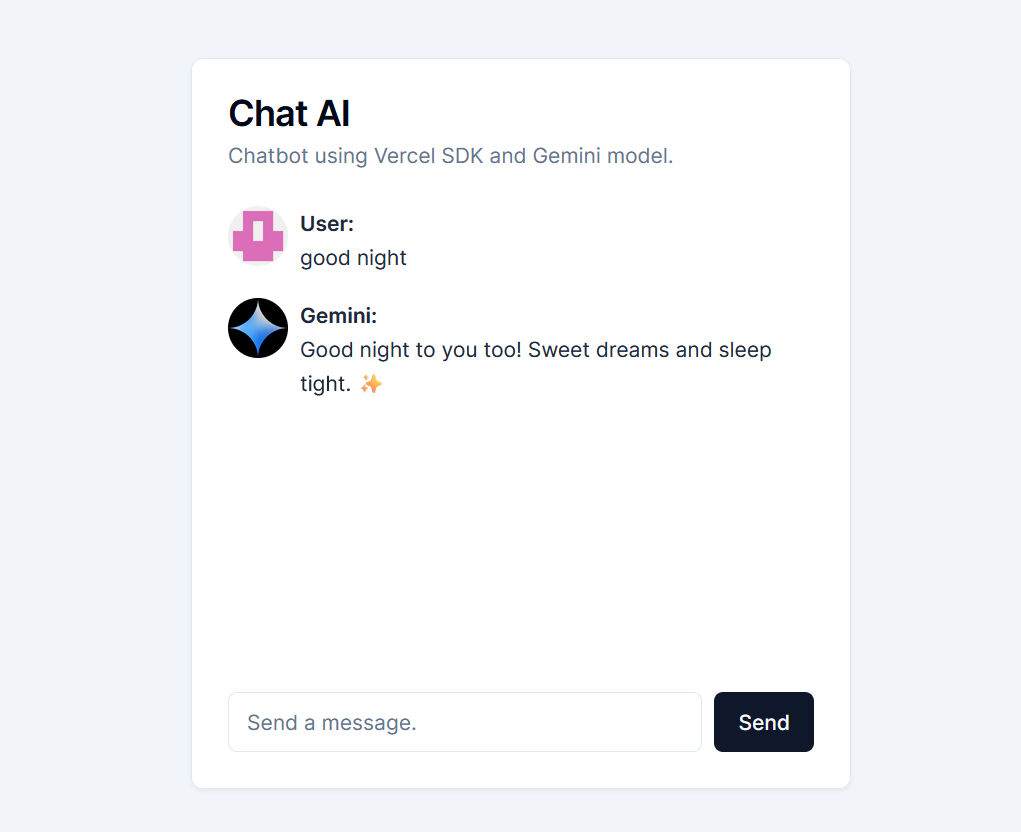 Chat AI
Chatbot using Vercel SDK and Gemini model.
User:
good night
Gemini:
Good night to you too! Sweet dreams and sleep
tight. ✨
Send a message.
Send